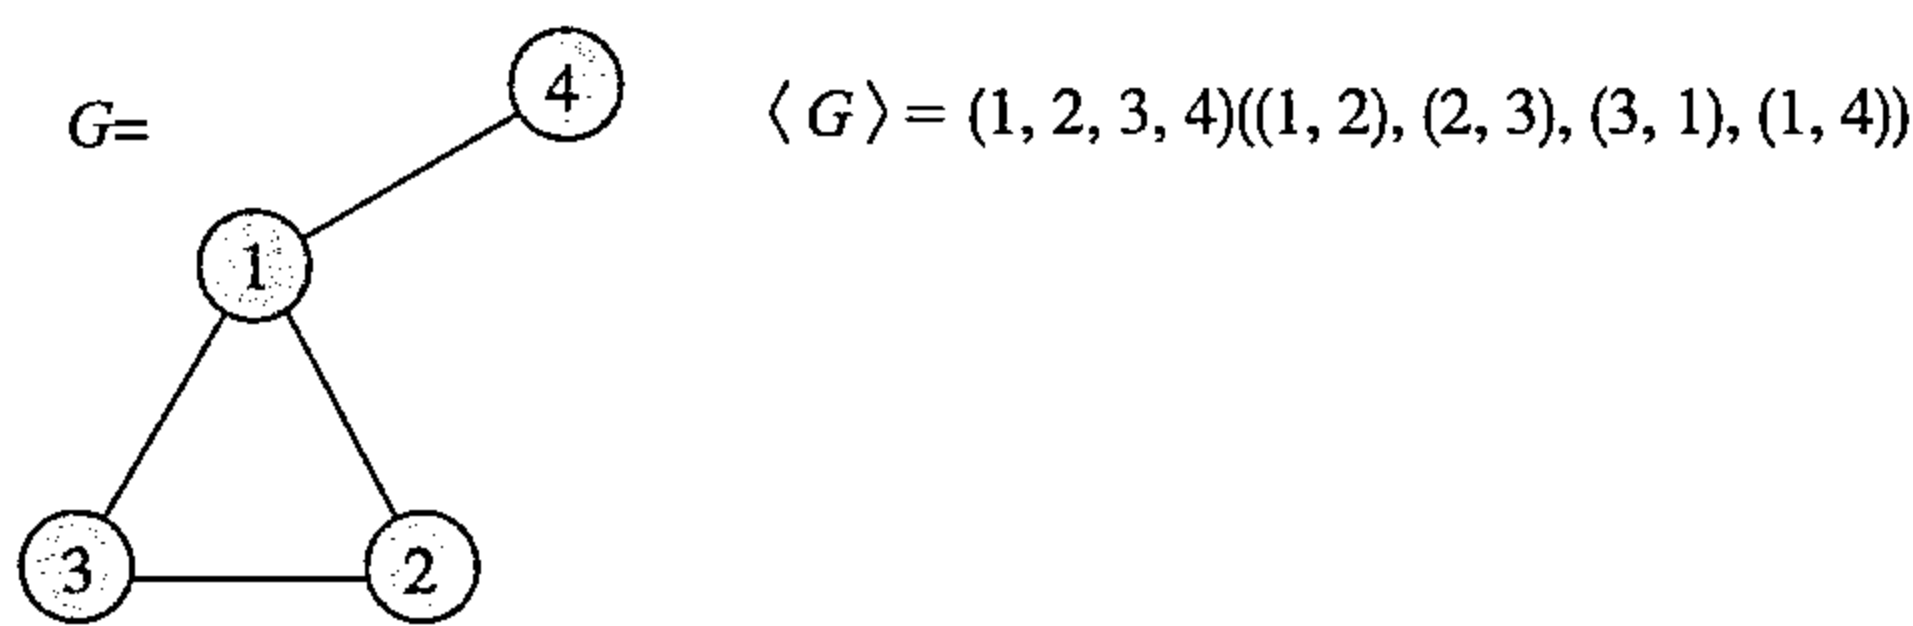 G=
4
⟨ G ⟩ = (1, 2, 3, 4)((1, 2), (2, 3), (3, 1), (1, 4))
1
3
2